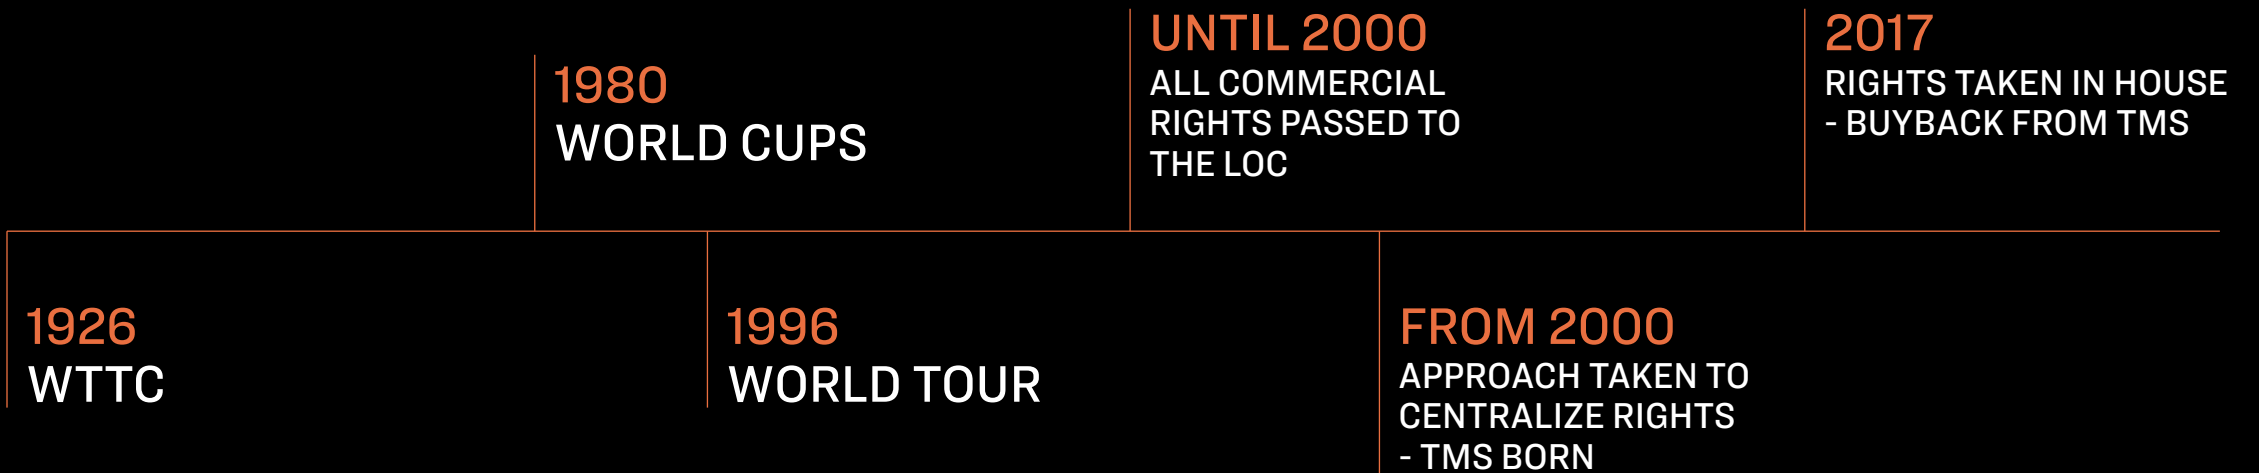 1926
WTTC
1980
WORLD CUPS
1996
WORLD TOUR
UNTIL 2000
ALL COMMERCIAL
RIGHTS PASSED TO
THE LOC
FROM 2000
APPROACH TAKEN TO
CENTRALIZE RIGHTS
- TMS BORN
2017
RIGHTS TAKEN IN HOUSE
- BUYBACK FROM TMS